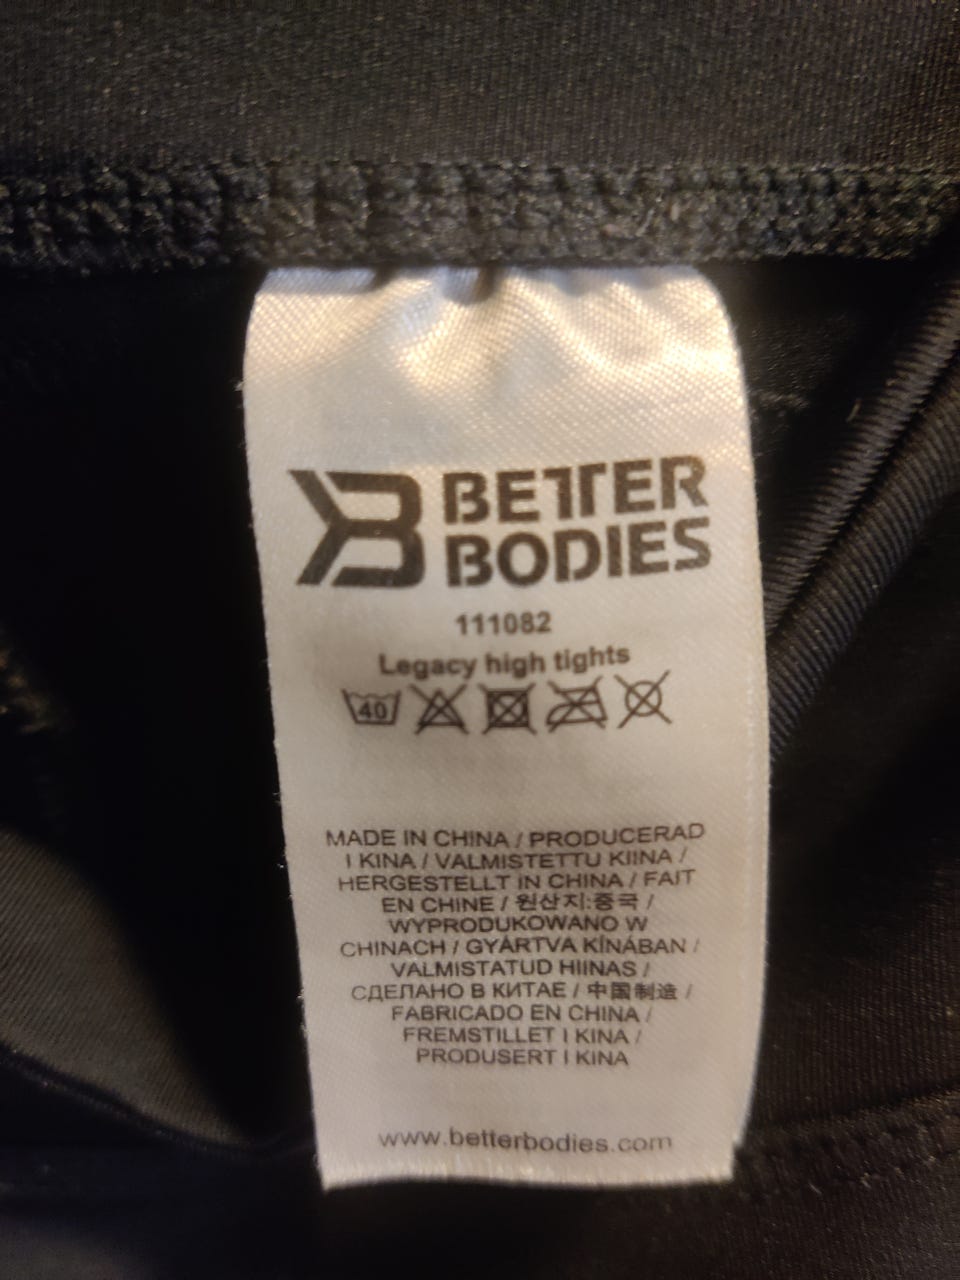 BETTER
BODIES
111082
Legacy high tights
40
MADE IN CHINA / PRODUCERAD
I KINA / VALMISTETTU KIINA /
HERGESTELLT IN CHINA / FAIT
EN CHINE / 원산지:중국 /
WYPRODUKOWANO W
CHINACH / GYÁRTVA KÍNÁBAN /
VALMISTATUD HIINAS /
СДЕЛАНО В КИТАЕ / 中国制造 /
FABRICADO EN CHINA /
FREMSTILLET I KINA /
PRODUSERT I KINA
www.betterbodies.com